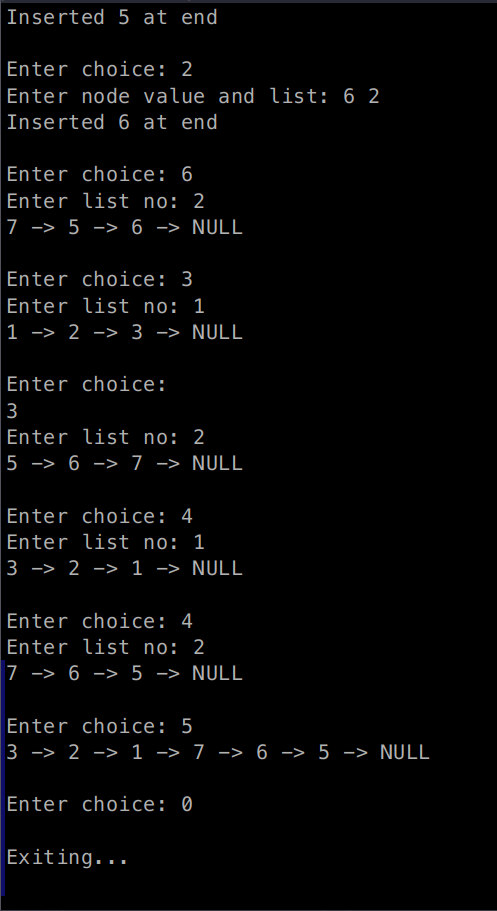 Inserted 5 at end
Enter choice: 2
Enter node value and list: 6 2
Inserted 6 at end
Enter choice: 6
Enter list no: 2
7 -> 5 -> 6 -> NULL
Enter choice: 3
Enter list no: 1
1 -> 2 -> 3 -> NULL
Enter choice:
3
Enter list no: 2
5 -> 6 -> 7 -> NULL
Enter choice: 4
Enter list no: 1
3 -> 2 -> 1 -> NULL
Enter choice: 4
Enter list no: 2
7 -> 6 -> 5 -> NULL
Enter choice: 5
3 -> 2 -> 1 -> 7 -> 6 -> 5 -> NULL
Enter choice: 0
Exiting...